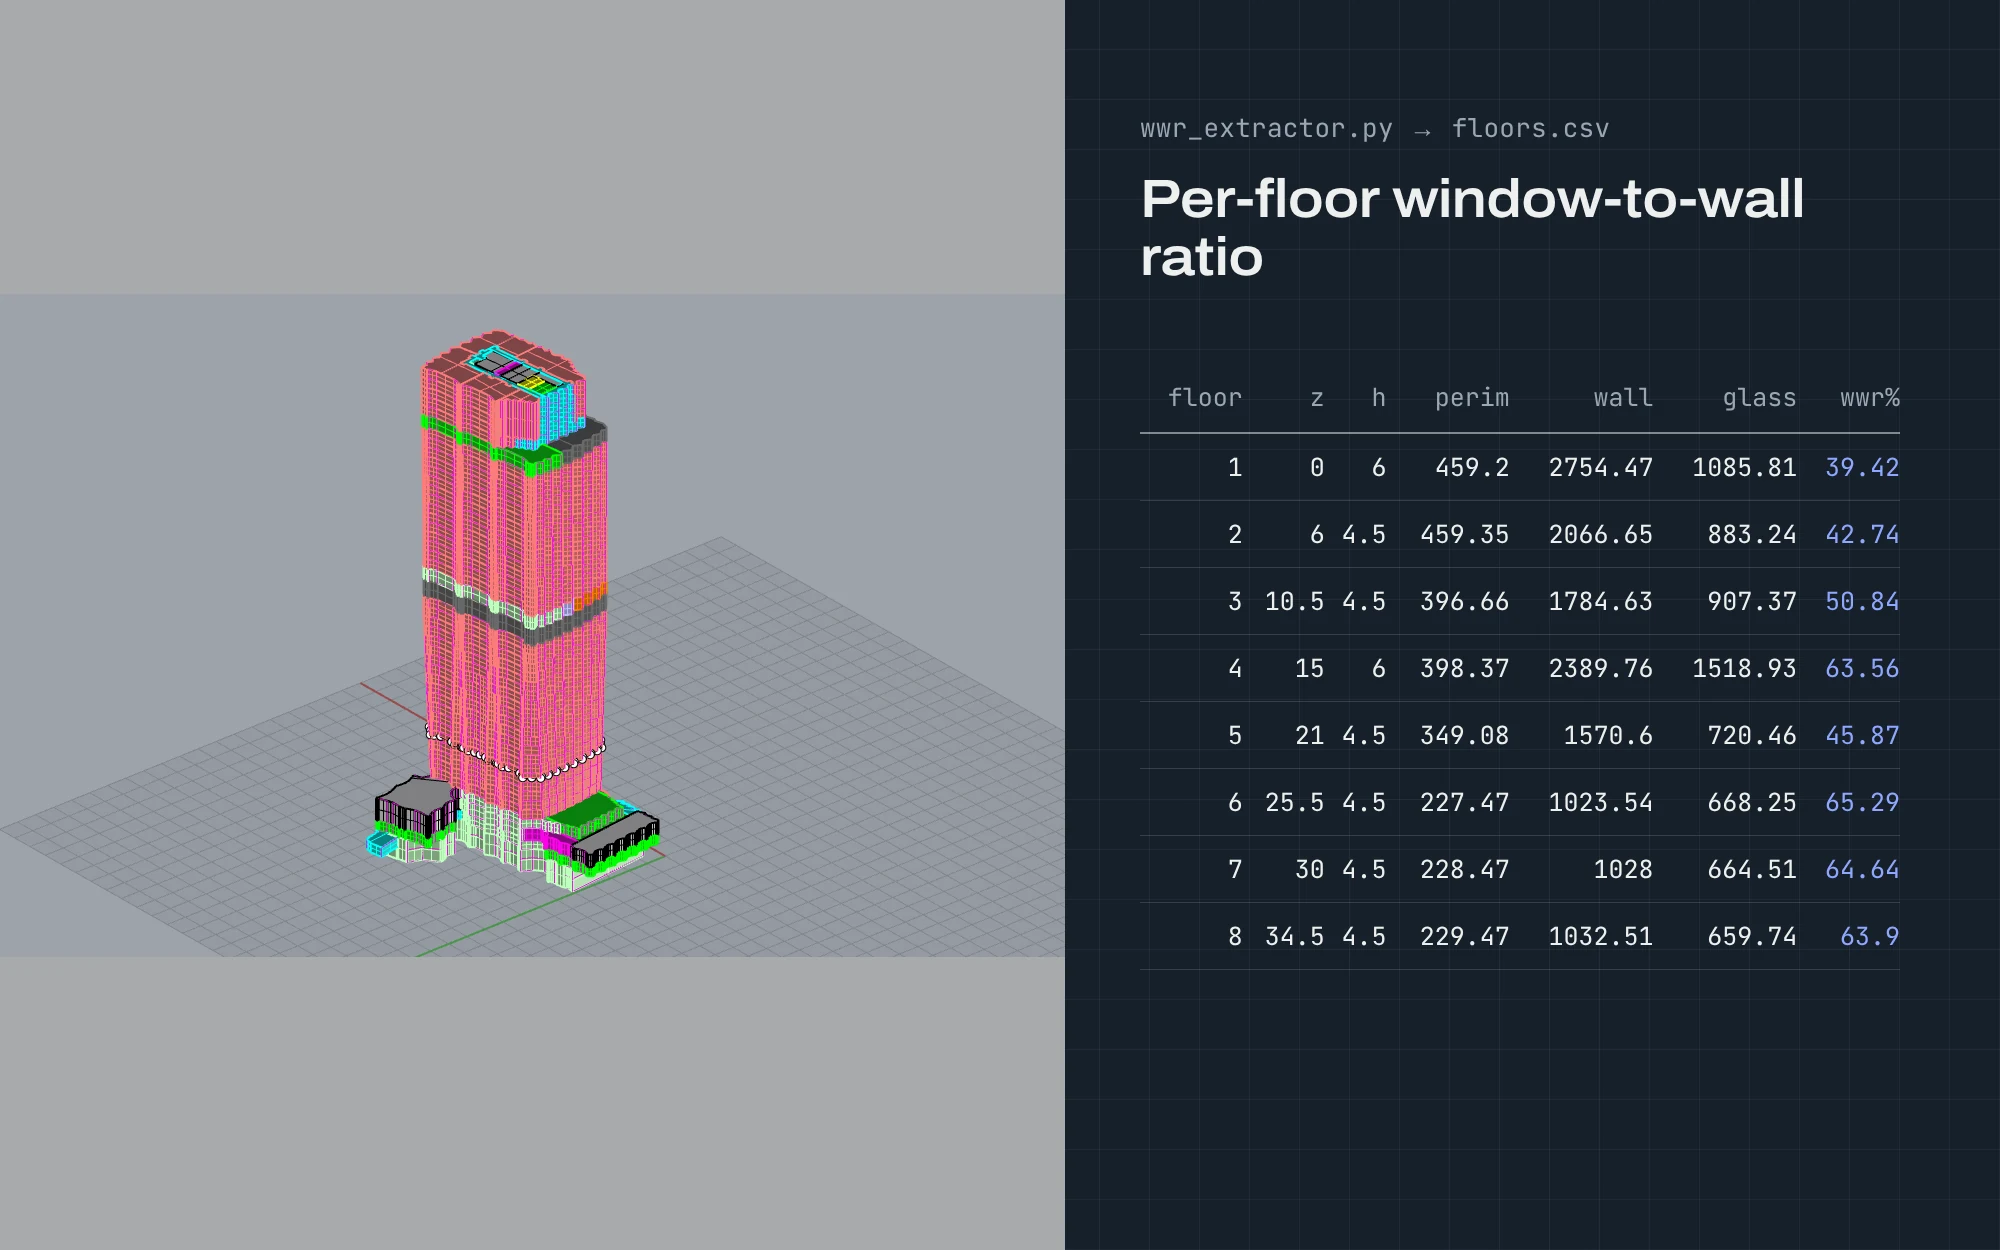 wwr_extractor.py → floors.csv
Per-floor window-to-wall
ratio
floor z h perim wall glass wwr%
1 0 6 459.2 2754.47 1085.81 39.42
2 6 4.5 459.35 2066.65 883.24 42.74
3 10.5 4.5 396.66 1784.63 907.37 50.84
4 15 6 398.37 2389.76 1518.93 63.56
5 21 4.5 349.08 1570.6 720.46 45.87
6 25.5 4.5 227.47 1023.54 668.25 65.29
7 30 4.5 228.47 1028 664.51 64.64
8 34.5 4.5 229.47 1032.51 659.74 63.9